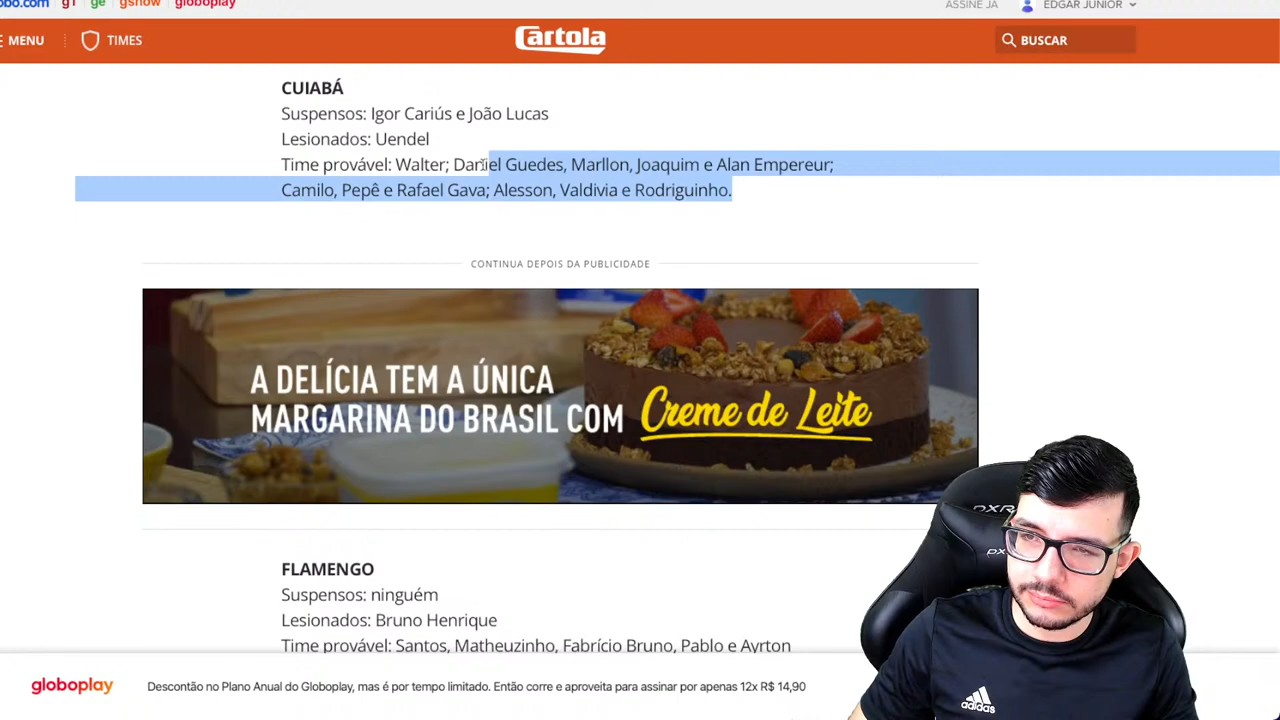 obo.com g1 ge gshow globoplay
ASSINE JÁ EDGAR JUNIOR
MENU TIMES Cartola BUSCAR
CUIABÁ
Suspensos: Igor Cariús e João Lucas
Lesionados: Uendel
Time provável: Walter; Daniel Guedes, Marllon, Joaquim e Alan Empereur;
Camilo, Pepê e Rafael Gava; Alesson, Valdivia e Rodriguinho.
CONTINUA DEPOIS DA PUBLICIDADE
A DELÍCIA TEM A ÚNICA
MARGARINA DO BRASIL COM Creme de Leite
FLAMENGO
Suspensos: ninguém
Lesionados: Bruno Henrique
Time provável: Santos, Matheuzinho, Fabrício Bruno, Pablo e Ayrton
globoplay Descontão no Plano Anual do Globoplay, mas é por tempo limitado. Então corre e aproveita para assinar por apenas 12x R$ 14,90
adidas